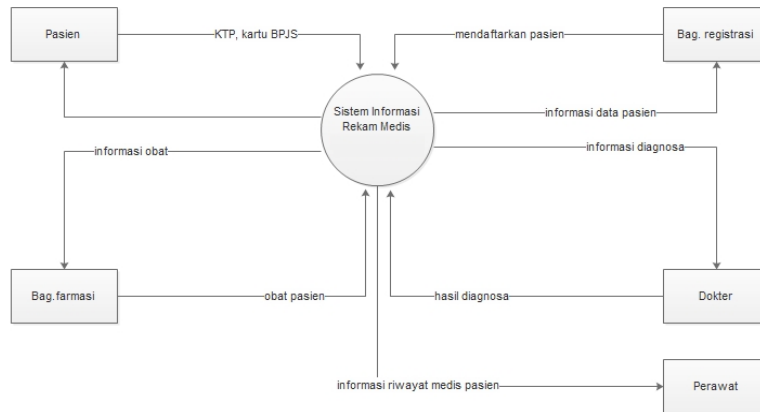 Pasien
KTP, kartu BPJS
mendaftarkan pasien
Bag. registrasi
Sistem Informasi
Rekam Medis
informasi data pasien
informasi obat
informasi diagnosa
Bag.farmasi
obat pasien
hasil diagnosa
Dokter
informasi riwayat medis pasien
Perawat